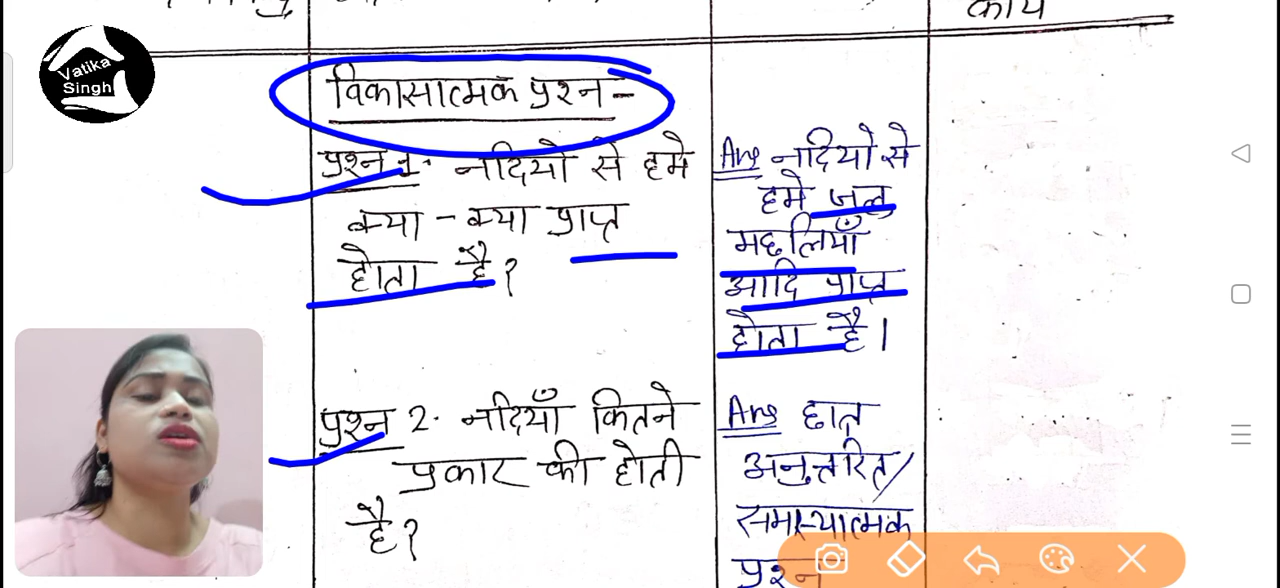 कार्य
Vatika
Singh
विकासात्मक प्रश्न -
प्रश्न 1. नदियो से हमे
क्या - क्या प्राप्त
होता है?
Ans नदियो से
हमे जल
मछलियाँ
आदि प्राप्त
होता है।
प्रश्न 2. नदियाँ कितने
प्रकार की होती
है?
Ans छात्र
अनुत्तरित/
समस्यात्मक
प्रश्न